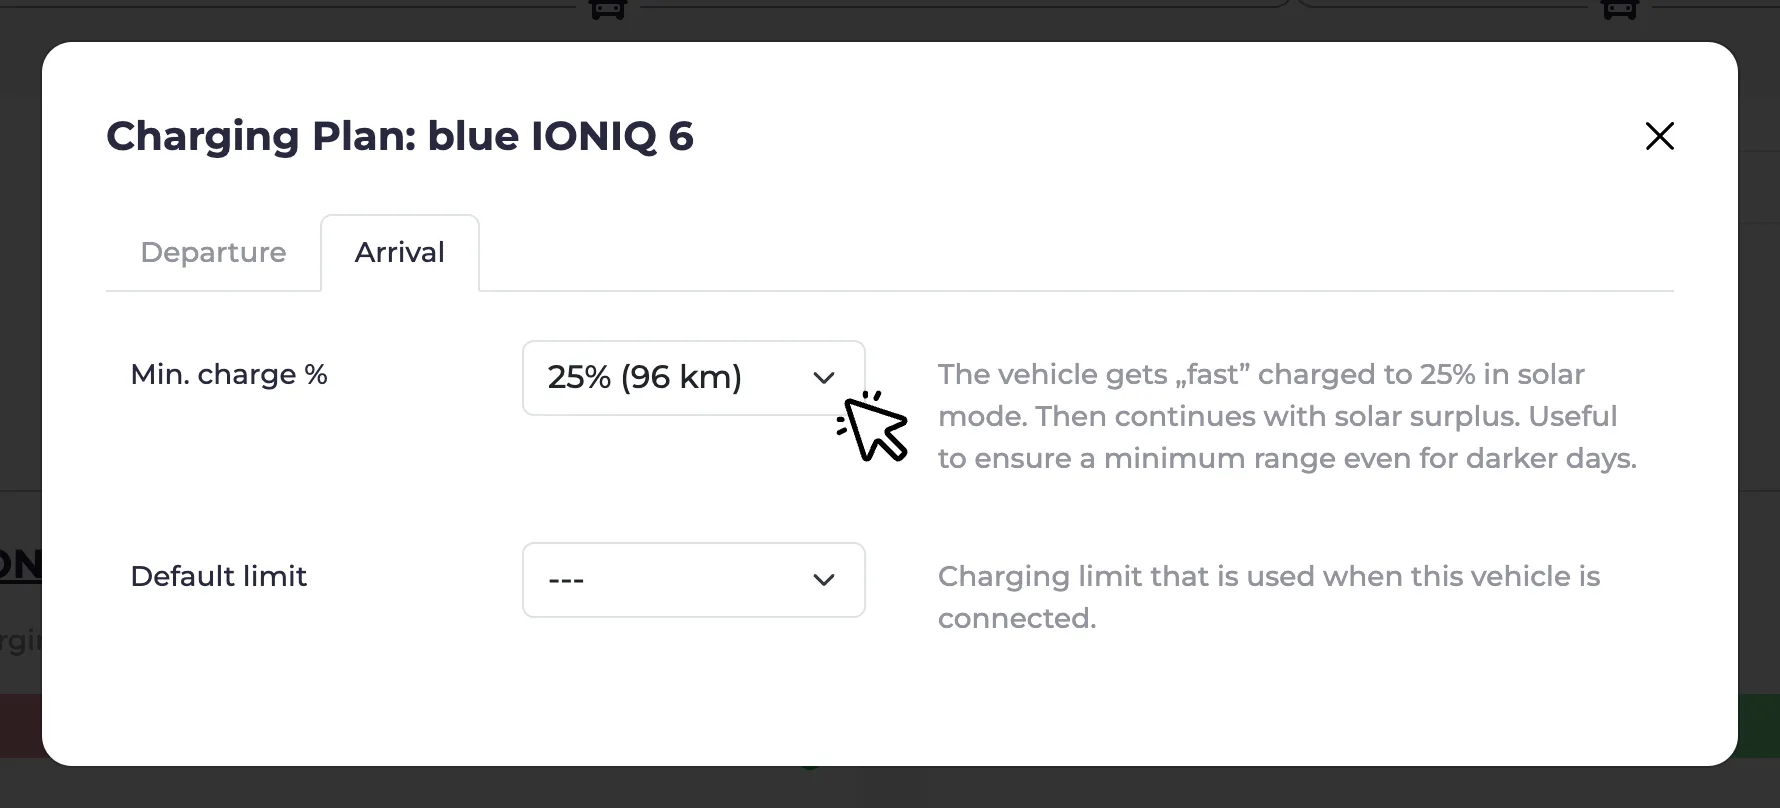 Charging Plan: blue IONIQ 6
Departure
Arrival
Min. charge %
25% (96 km)
The vehicle gets „fast” charged to 25% in solar
mode. Then continues with solar surplus. Useful
to ensure a minimum range even for darker days.
Default limit
---
Charging limit that is used when this vehicle is
connected.